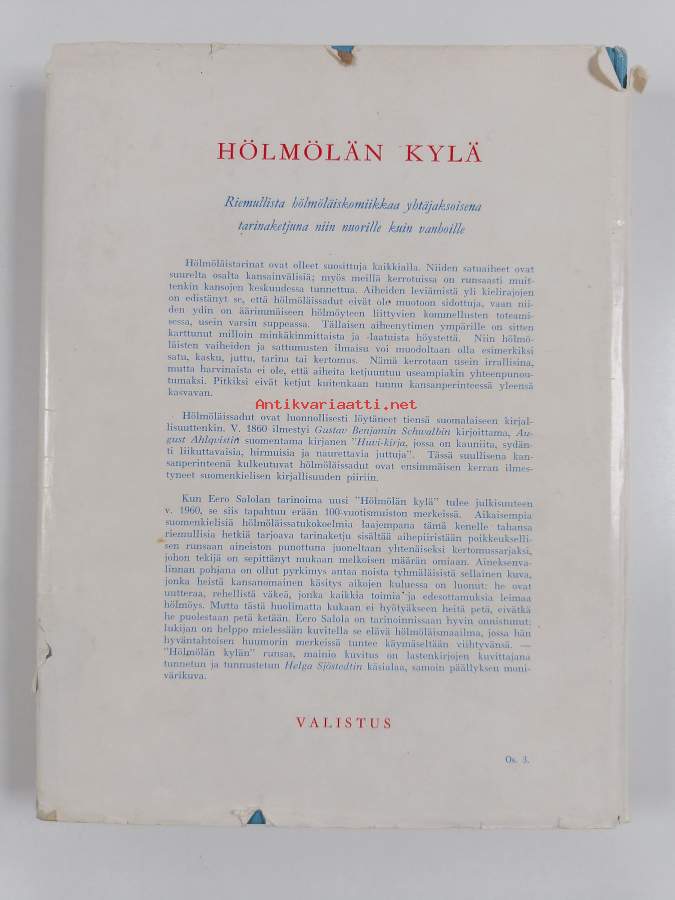 HÖLMÖLÄN KYLÄ
Riemullista hölmöläiskomiikkaa yhtäjaksoisena
tarinaketjuna niin nuorille kuin vanhoille
Hölmöläistarinat ovat olleet suosittuja kaikkialla. Niiden satuaiheet ovat
suurelta osalta kansainvälisiä; myös meillä kerrotuissa on runsaasti muit-
tenkin kansojen keskuudessa tunnettua. Aiheiden leviämistä yli kielirajojen
on edistänyt se, että hölmöläissadut eivät ole muotoon sidottuja, vaan nii-
den ydin on äärimmäiseen hölmöyteen liittyvien kommellusten toteami-
sessa, usein varsin suppeassa. Tällaisen aiheenytimen ympärille on sitten
karttunut milloin minkäkinmittaista ja -laatuista höystettä. Niin hölmö-
läisten vaiheiden ja sattumusten ilmaisu voi muodoltaan olla esimerkiksi
satu, kasku, juttu, tarina tai kertomus. Nämä kerrotaan usein irrallisina,
mutta harvinaista ei ole, että aiheita ketjuuntuu useampiakin yhteenpunou-
tumaksi. Pitkiksi eivät ketjut kuitenkaan tunnu kansanperinteessä yleensä
kasvavan.
Antikvariaatti.net
Hölmöläissadut ovat luonnollisesti löytäneet tiensä suomalaiseen kirjal-
lisuuttenkin. V. 1860 ilmestyi Gustav Benjamin Schwalbin kirjoittama, Au-
gust Ahlqvistin suomentama kirjanen "Huvi-kirja, jossa on kauniita, sydän-
tä liikuttavaisia, hirmuisia ja naurettavia juttuja". Tässä suullisena kan-
sanperinteenä kulkeutuvat hölmöläissadut ovat ensimmäisen kerran ilmes-
tyneet suomenkielisen kirjallisuuden piiriin.
Kun Eero Salolan tarinoima uusi "Hölmölän kylä" tulee julkisuuteen
v. 1960, se siis tapahtuu erään 100-vuotismuiston merkeissä. Aikaisempia
suomenkielisiä hölmöläissatukokoelmia laajempana tämä kenelle tahansa
riemullisia hetkiä tarjoava tarinaketju sisältää aihepiiristään poikkeukselli-
sen runsaan aineiston punottuna juoneltaan yhtenäiseksi kertomussarjaksi,
johon tekijä on sepittänyt mukaan melkoisen määrän omiaan. Aineksenva-
linnan pohjana on ollut pyrkimys antaa noista tyhmäläisistä sellainen kuva,
jonka heistä kansanomainen käsitys aikojen kuluessa on luonut: he ovat
uutteraa, rehellistä väkeä, jonka kaikkia toimia ja edesottamuksia leimaa
hölmöys. Mutta tästä huolimatta kukaan ei hyötyäkseen heitä petä, eivätkä
he puolestaan petä ketään. Eero Salola on tarinoinnissaan hyvin onnistunut:
lukijan on helppo mielessään kuvitella se elävä hölmöläismaailma, jossa hän
hyväntahtoisen huumorin merkeissä tuntee käymäseltään viihtyvänsä. —
"Hölmölän kylän" runsas, mainio kuvitus on lastenkirjojen kuvittajana
tunnetun ja tunnustetun Helga Sjöstedtin käsialaa, samoin päällyksen moni-
värikuva.
VALISTUS
Os. 3.